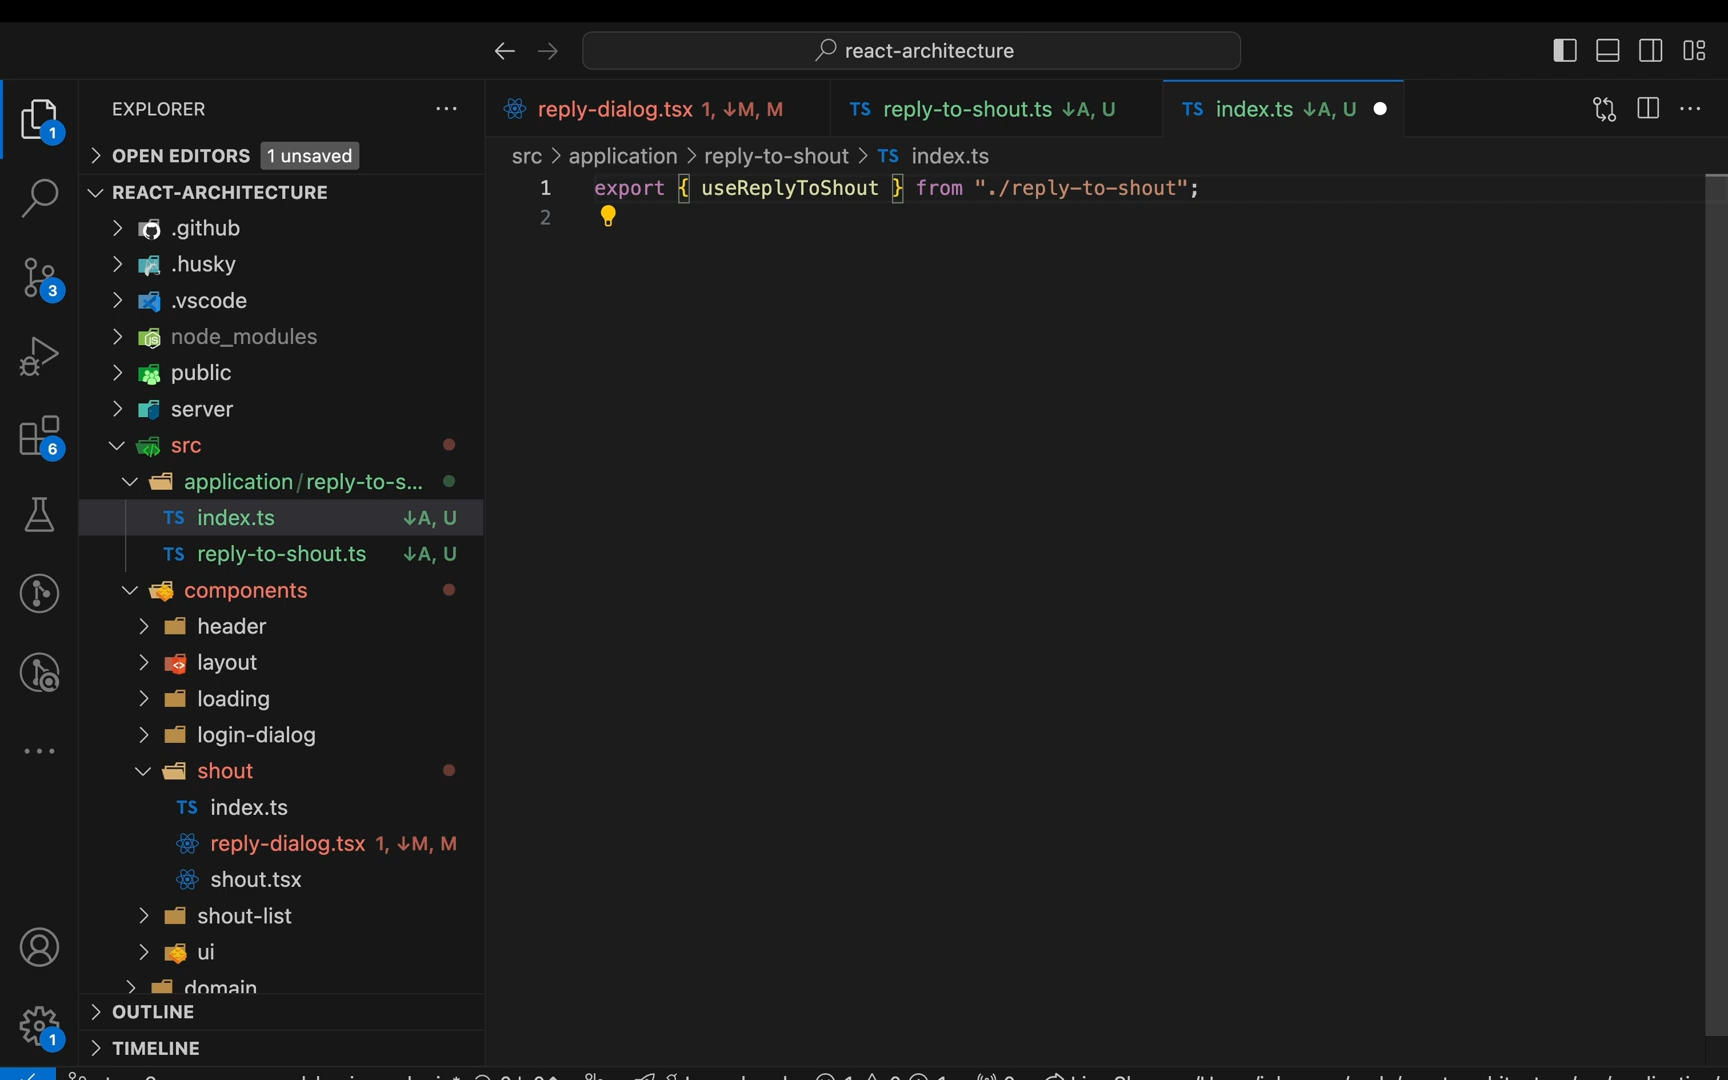 react-architecture
EXPLORER
reply-dialog.tsx 1, ↓M, M
TS reply-to-shout.ts ↓A, U
TS index.ts ↓A, U
OPEN EDITORS 1 unsaved
src > application > reply-to-shout > TS index.ts
REACT-ARCHITECTURE
1 export { useReplyToShout } from "./reply-to-shout";
2
.github
.husky
.vscode
node_modules
public
server
src
application/reply-to-s...
TS index.ts ↓A, U
TS reply-to-shout.ts ↓A, U
components
header
layout
loading
login-dialog
shout
TS index.ts
reply-dialog.tsx 1, ↓M, M
shout.tsx
shout-list
ui
domain
OUTLINE
TIMELINE
1
3
6
1